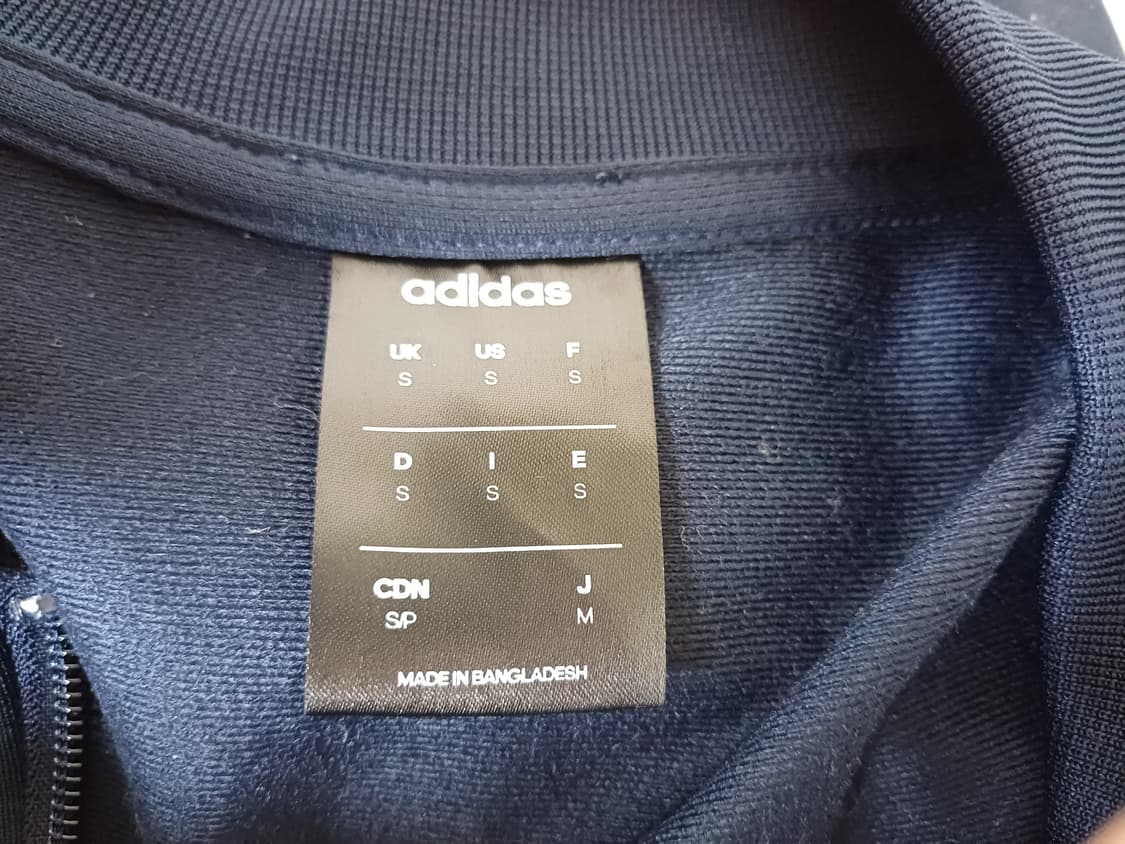 adidas
UK US F
S S S
D I E
S S S
CDN J
S/P M
MADE IN BANGLADESH